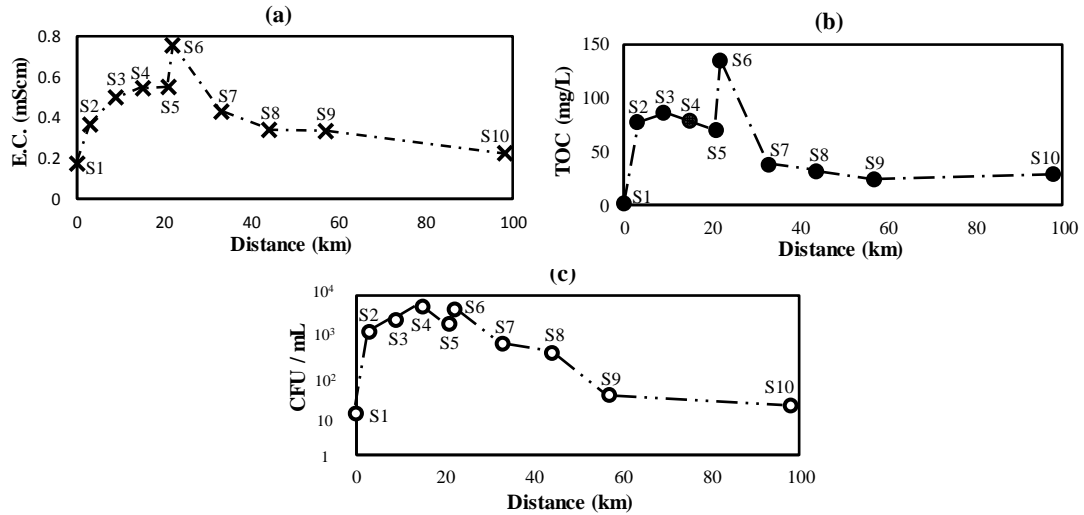 (a)
0.8
0.6
0.4
0.2
0
E.C. (mScm)
S1
S2
S3
S4
S5
S6
S7
S8
S9
S10
0 20 40 60 80 100
Distance (km)
(b)
150
100
50
0
TOC (mg/L)
S1
S2
S3
S4
S5
S6
S7
S8
S9
S10
0 20 40 60 80 100
Distance (km)
(c)
10⁴
10³
10²
10
1
CFU / mL
S1
S2
S3
S4
S5
S6
S7
S8
S9
S10
0 20 40 60 80 100
Distance (km)